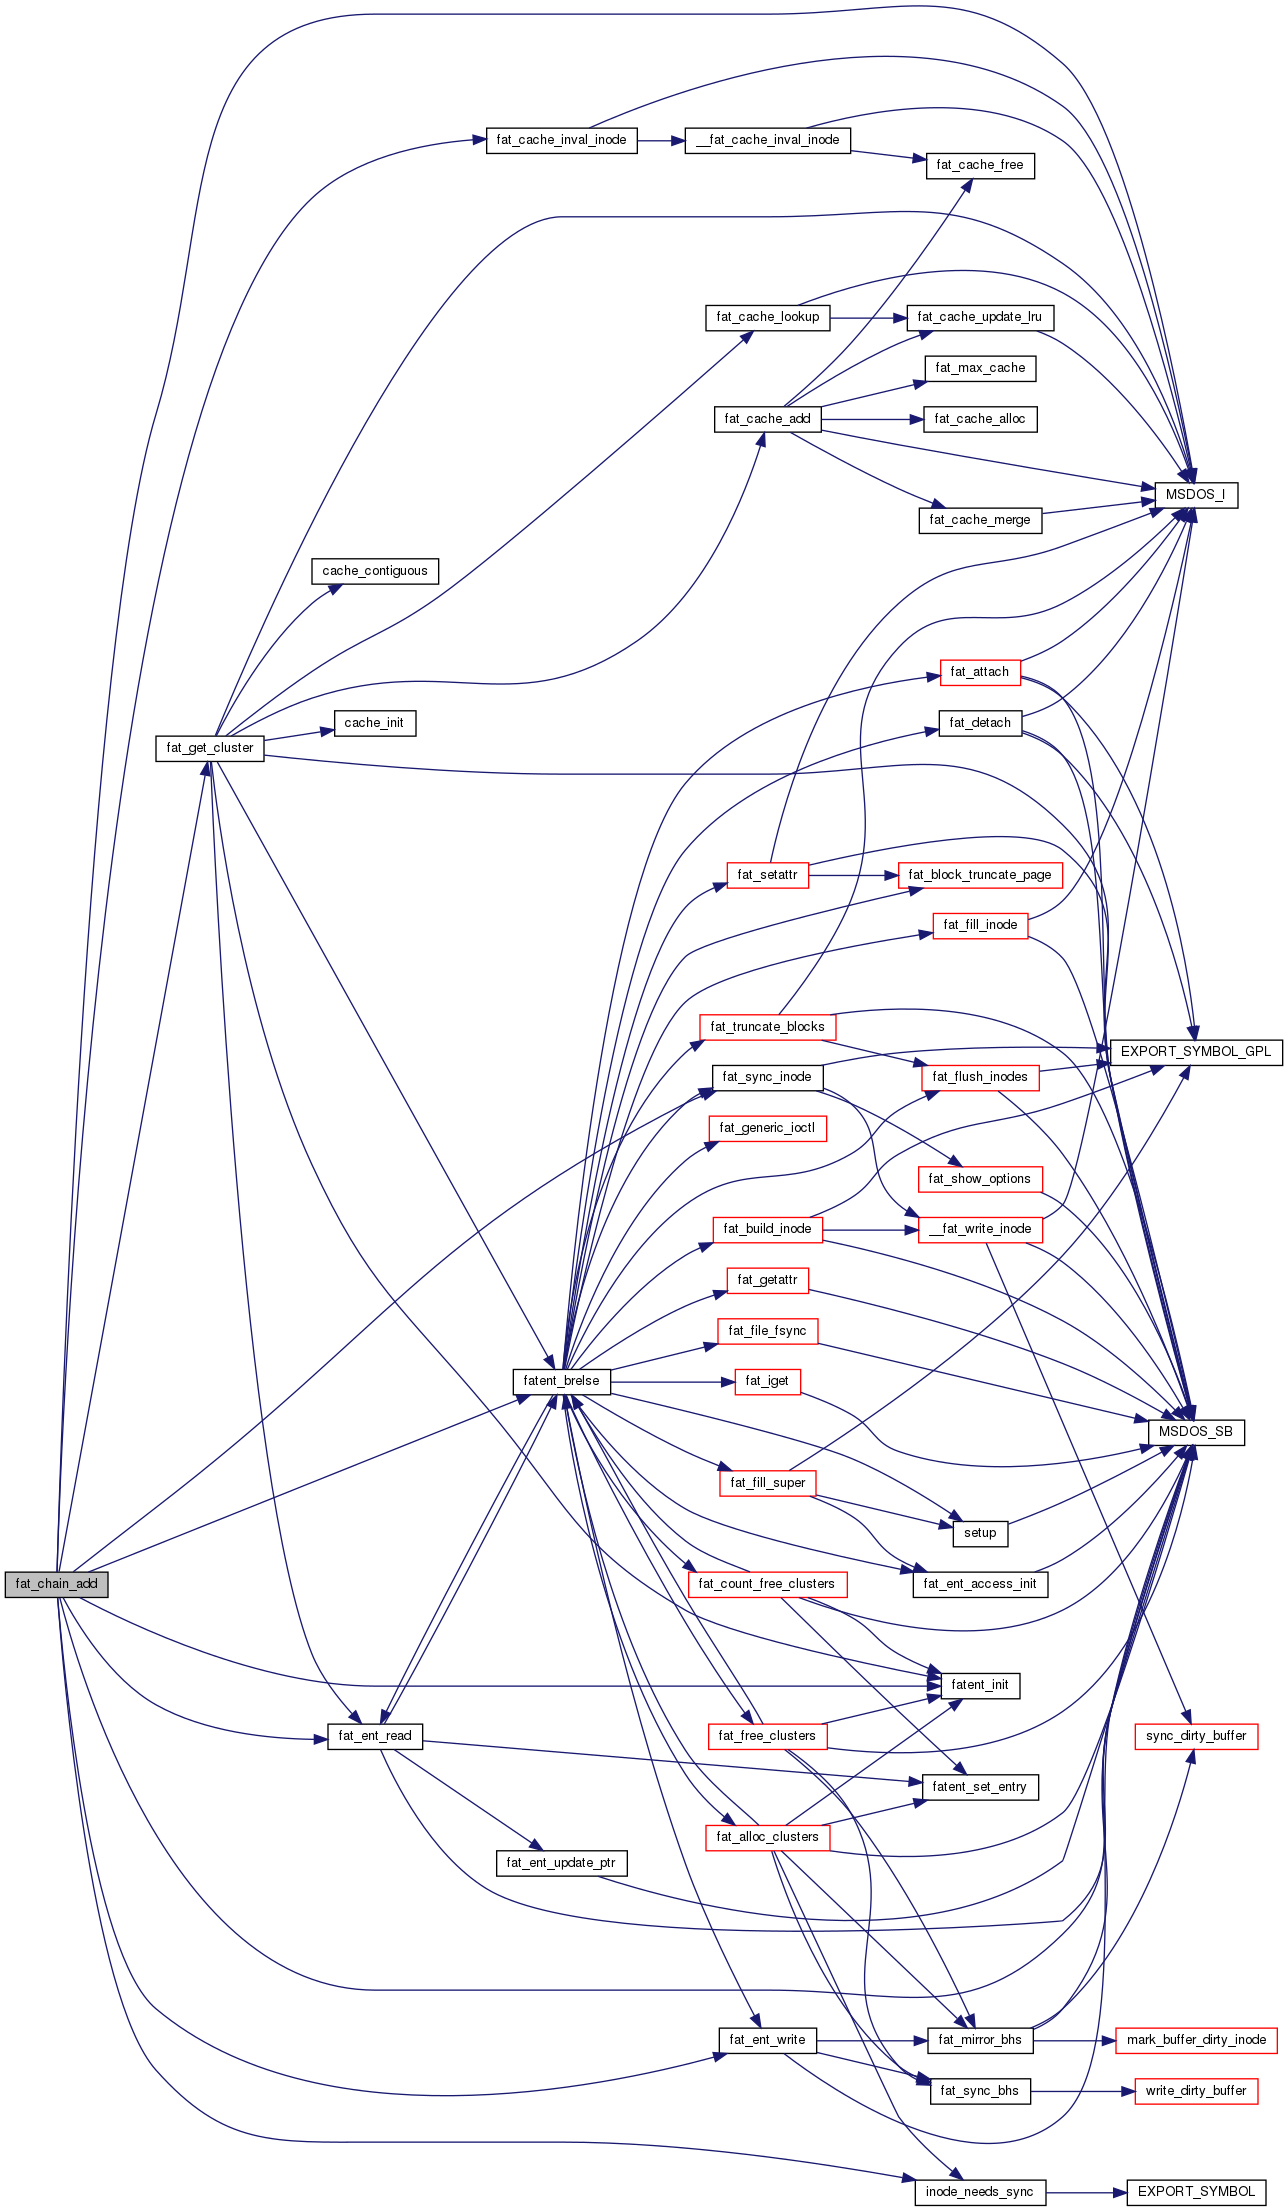 fat_cache_inval_inode
__fat_cache_inval_inode
fat_cache_free
fat_cache_lookup
fat_cache_update_lru
fat_max_cache
fat_cache_add
fat_cache_alloc
MSDOS_I
fat_cache_merge
cache_contiguous
fat_attach
cache_init
fat_detach
fat_get_cluster
fat_setattr
fat_block_truncate_page
fat_fill_inode
fat_truncate_blocks
EXPORT_SYMBOL_GPL
fat_sync_inode
fat_flush_inodes
fat_generic_ioctl
fat_show_options
fat_build_inode
__fat_write_inode
fat_getattr
fat_file_fsync
fatent_brelse
fat_iget
MSDOS_SB
fat_fill_super
setup
fat_chain_add
fat_count_free_clusters
fat_ent_access_init
fatent_init
fat_ent_read
fat_free_clusters
sync_dirty_buffer
fatent_set_entry
fat_alloc_clusters
fat_ent_update_ptr
fat_ent_write
fat_mirror_bhs
mark_buffer_dirty_inode
fat_sync_bhs
write_dirty_buffer
inode_needs_sync
EXPORT_SYMBOL